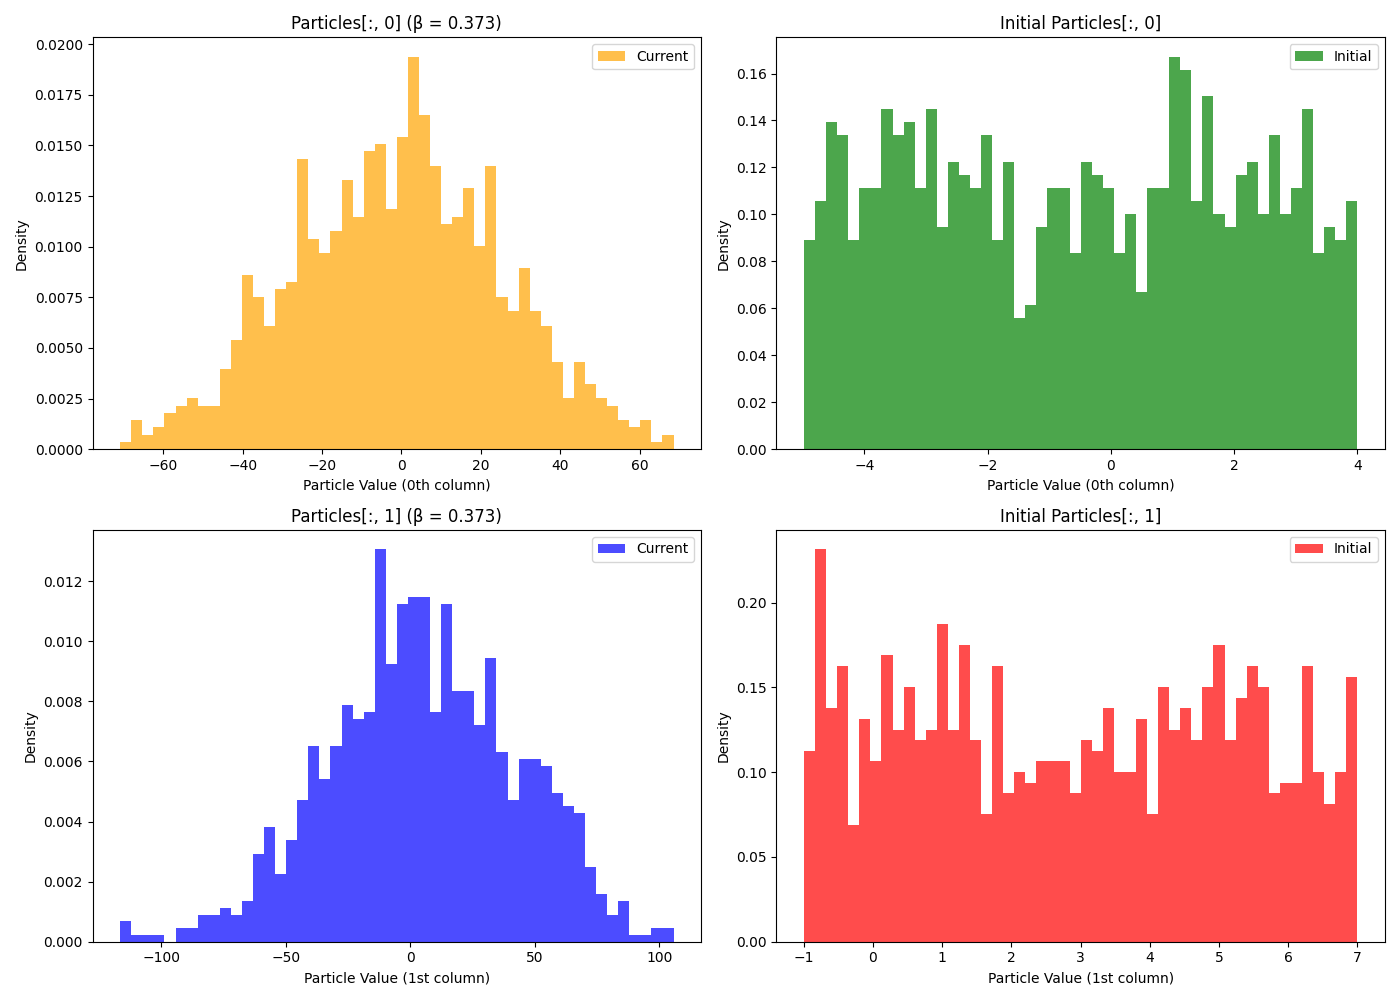 Particles[:, 0] (β = 0.373)
Current
0.0200
0.0175
0.0150
0.0125
0.0100
0.0075
0.0050
0.0025
0.0000
Density
−60 −40 −20 0 20 40 60
Particle Value (0th column)
Initial Particles[:, 0]
Initial
0.16
0.14
0.12
0.10
0.08
0.06
0.04
0.02
0.00
Density
−4 −2 0 2 4
Particle Value (0th column)
Particles[:, 1] (β = 0.373)
Current
0.012
0.010
0.008
0.006
0.004
0.002
0.000
Density
−100 −50 0 50 100
Particle Value (1st column)
Initial Particles[:, 1]
Initial
0.20
0.15
0.10
0.05
0.00
Density
−1 0 1 2 3 4 5 6 7
Particle Value (1st column)